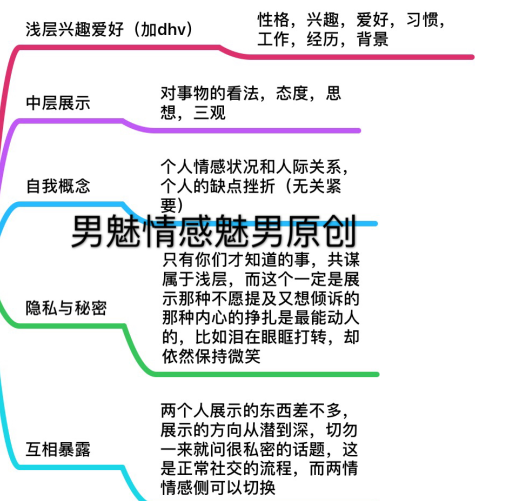 浅层兴趣爱好（加dhv）
性格，兴趣，爱好，习惯，
工作，经历，背景
中层展示
对事物的看法，态度，思
想，三观
自我概念
个人情感状况和人际关系，
个人的缺点挫折（无关紧
要）
男魅情感魅男原创
隐私与秘密
只有你们才知道的事，共谋
属于浅层，而这个一定是展
示那种不愿提及又想倾诉的
那种内心的挣扎是最能动人
的，比如泪在眼眶打转，却
依然保持微笑
互相暴露
两个人展示的东西差不多，
展示的方向从潜到深，切勿
一来就问很私密的话题，这
是正常社交的流程，而两情
情感侧可以切换